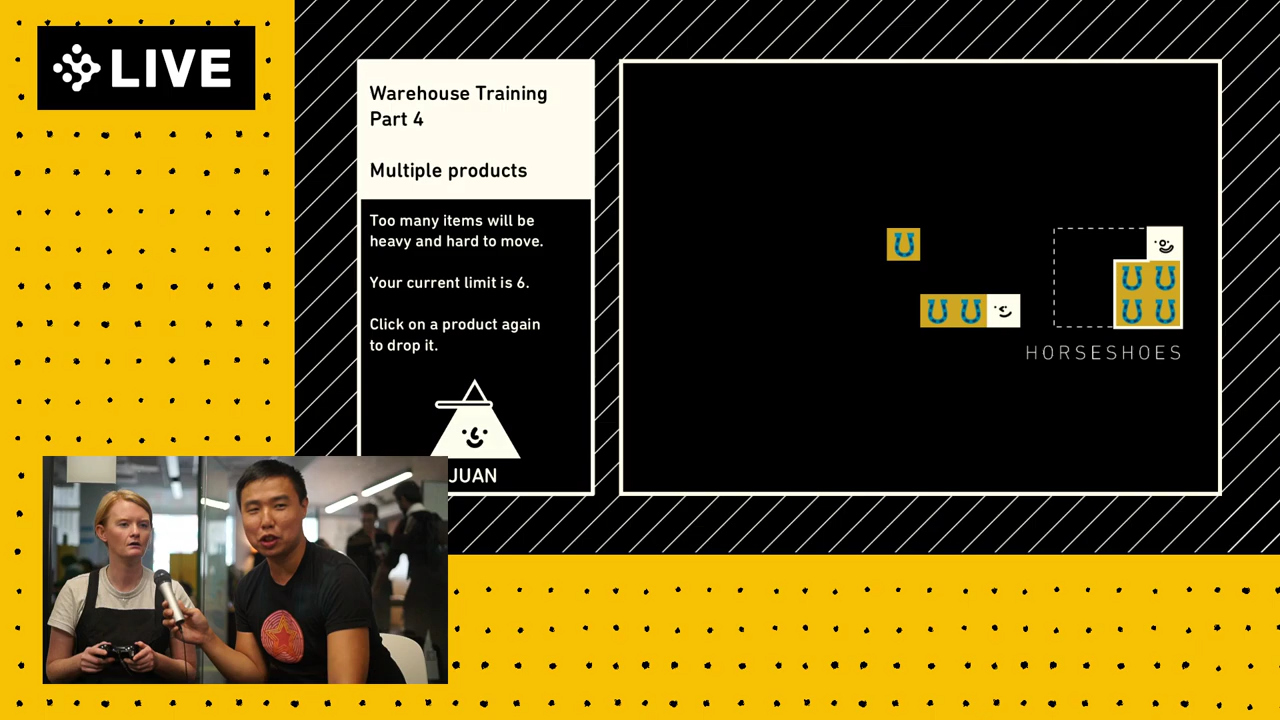 LIVE
Warehouse Training
Part 4
Multiple products
Too many items will be
heavy and hard to move.
Your current limit is 6.
Click on a product again
to drop it.
JUAN
HORSESHOES